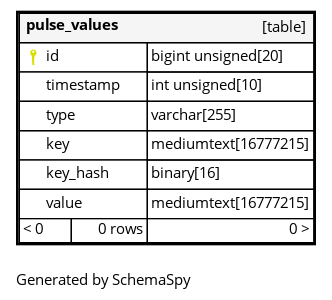 pulse_values [table]
id bigint unsigned[20]
timestamp int unsigned[10]
type varchar[255]
key mediumtext[16777215]
key_hash binary[16]
value mediumtext[16777215]
< 0 0 rows 0 >
Generated by SchemaSpy